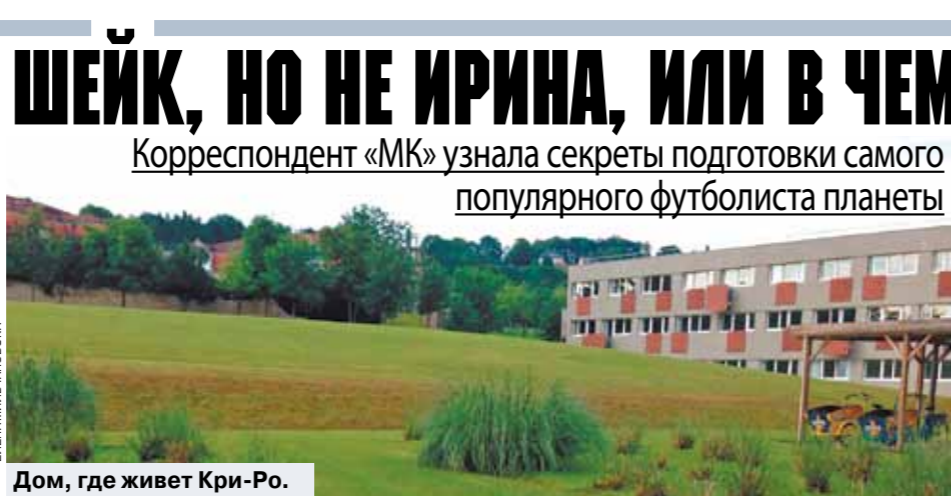 ШЕЙК, НО НЕ ИРИНА, ИЛИ В ЧЕМ
Корреспондент «МК» узнала секреты подготовки самого
популярного футболиста планеты
Дом, где живет Кри-Ро.